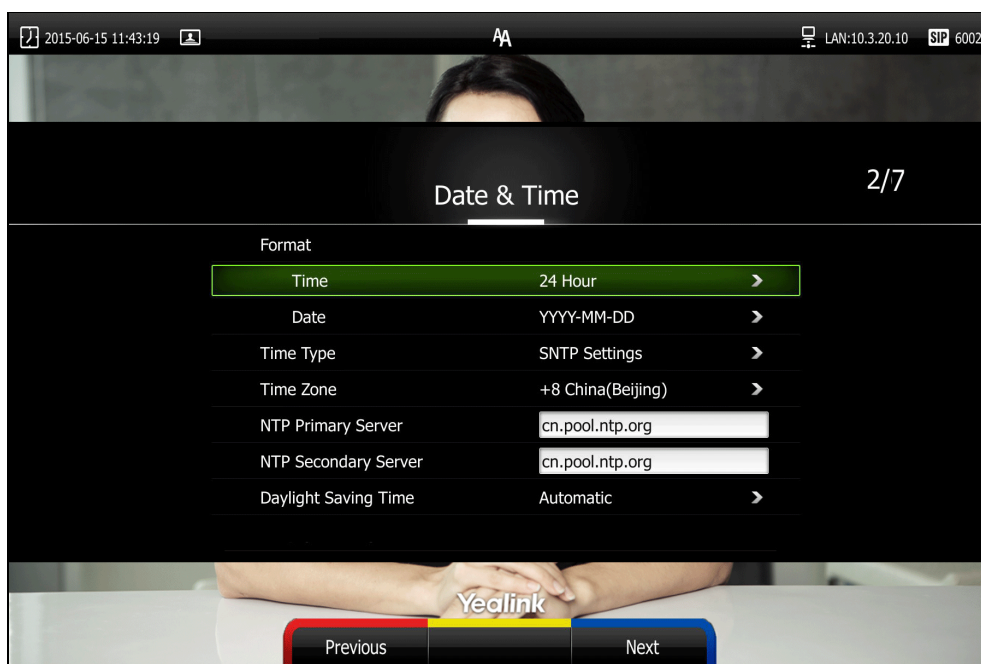 2015-06-15 11:43:19 AA LAN:10.3.20.10 SIP 6002
Date & Time 2/7
Format
Time 24 Hour
Date YYYY-MM-DD
Time Type SNTP Settings
Time Zone +8 China(Beijing)
NTP Primary Server cn.pool.ntp.org
NTP Secondary Server cn.pool.ntp.org
Daylight Saving Time Automatic
Yealink
Previous Next